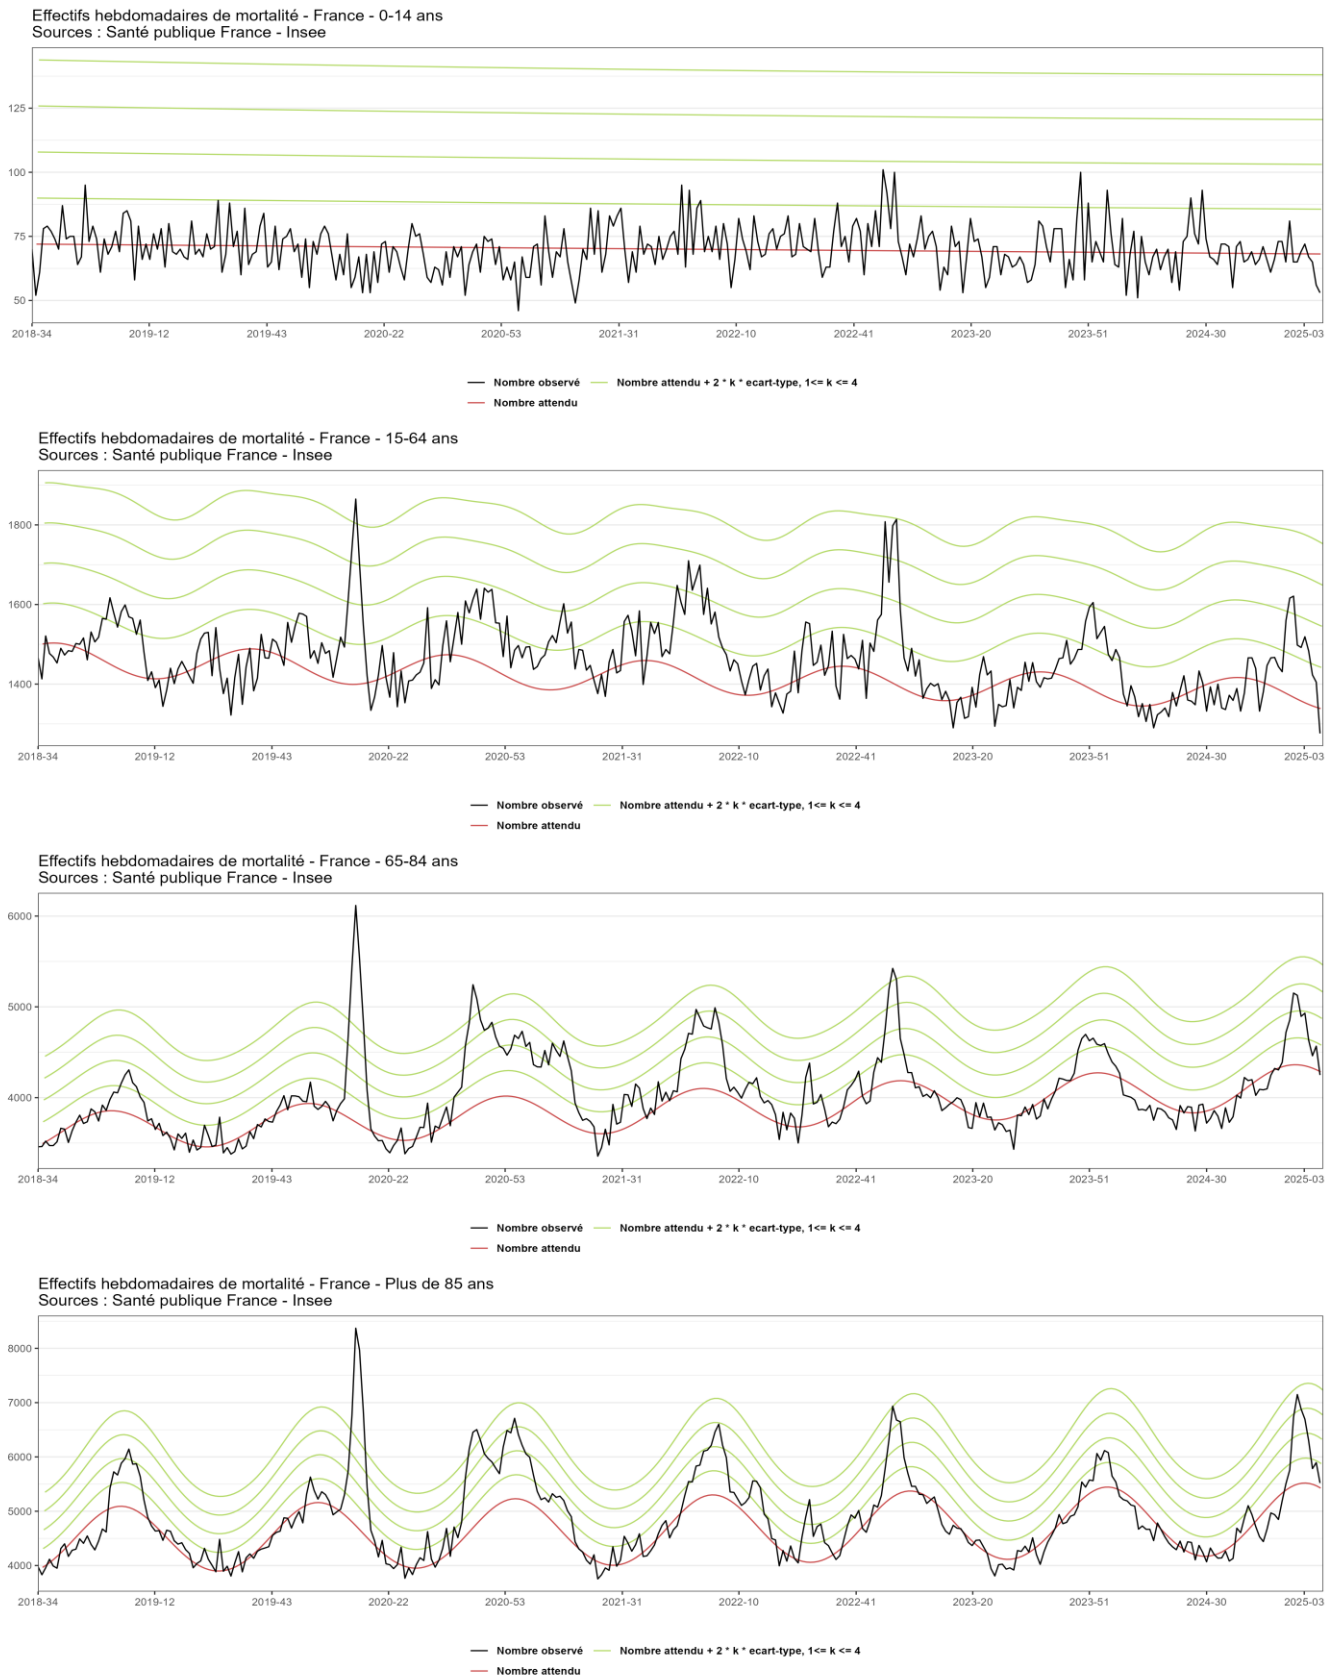 Effectifs hebdomadaires de mortalité - France - 0-14 ans
Sources : Santé publique France - Insee
125
100
75
50
2018-34 2019-12 2019-43 2020-22 2020-53 2021-31 2022-10 2022-41 2023-20 2023-51 2024-30 2025-03
Nombre observé Nombre attendu + 2 * k * ecart-type, 1<= k <= 4
Nombre attendu
Effectifs hebdomadaires de mortalité - France - 15-64 ans
Sources : Santé publique France - Insee
1800
1600
1400
2018-34 2019-12 2019-43 2020-22 2020-53 2021-31 2022-10 2022-41 2023-20 2023-51 2024-30 2025-03
Nombre observé Nombre attendu + 2 * k * ecart-type, 1<= k <= 4
Nombre attendu
Effectifs hebdomadaires de mortalité - France - 65-84 ans
Sources : Santé publique France - Insee
6000
5000
4000
2018-34 2019-12 2019-43 2020-22 2020-53 2021-31 2022-10 2022-41 2023-20 2023-51 2024-30 2025-03
Nombre observé Nombre attendu + 2 * k * ecart-type, 1<= k <= 4
Nombre attendu
Effectifs hebdomadaires de mortalité - France - Plus de 85 ans
Sources : Santé publique France - Insee
8000
7000
6000
5000
4000
2018-34 2019-12 2019-43 2020-22 2020-53 2021-31 2022-10 2022-41 2023-20 2023-51 2024-30 2025-03
Nombre observé Nombre attendu + 2 * k * ecart-type, 1<= k <= 4
Nombre attendu